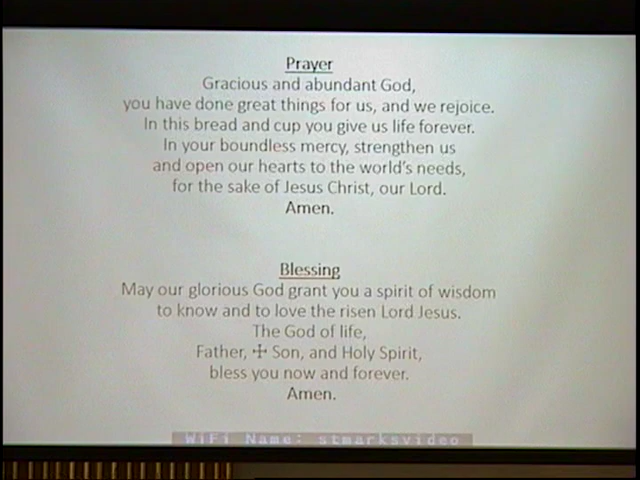 Prayer
Gracious and abundant God,
you have done great things for us, and we rejoice.
In this bread and cup you give us life forever.
In your boundless mercy, strengthen us
and open our hearts to the world's needs,
for the sake of Jesus Christ, our Lord.
Amen.
Blessing
May our glorious God grant you a spirit of wisdom
to know and to love the risen Lord Jesus.
The God of life,
Father, ☩ Son, and Holy Spirit,
bless you now and forever.
Amen.
WiFi Name: stmarksvideo